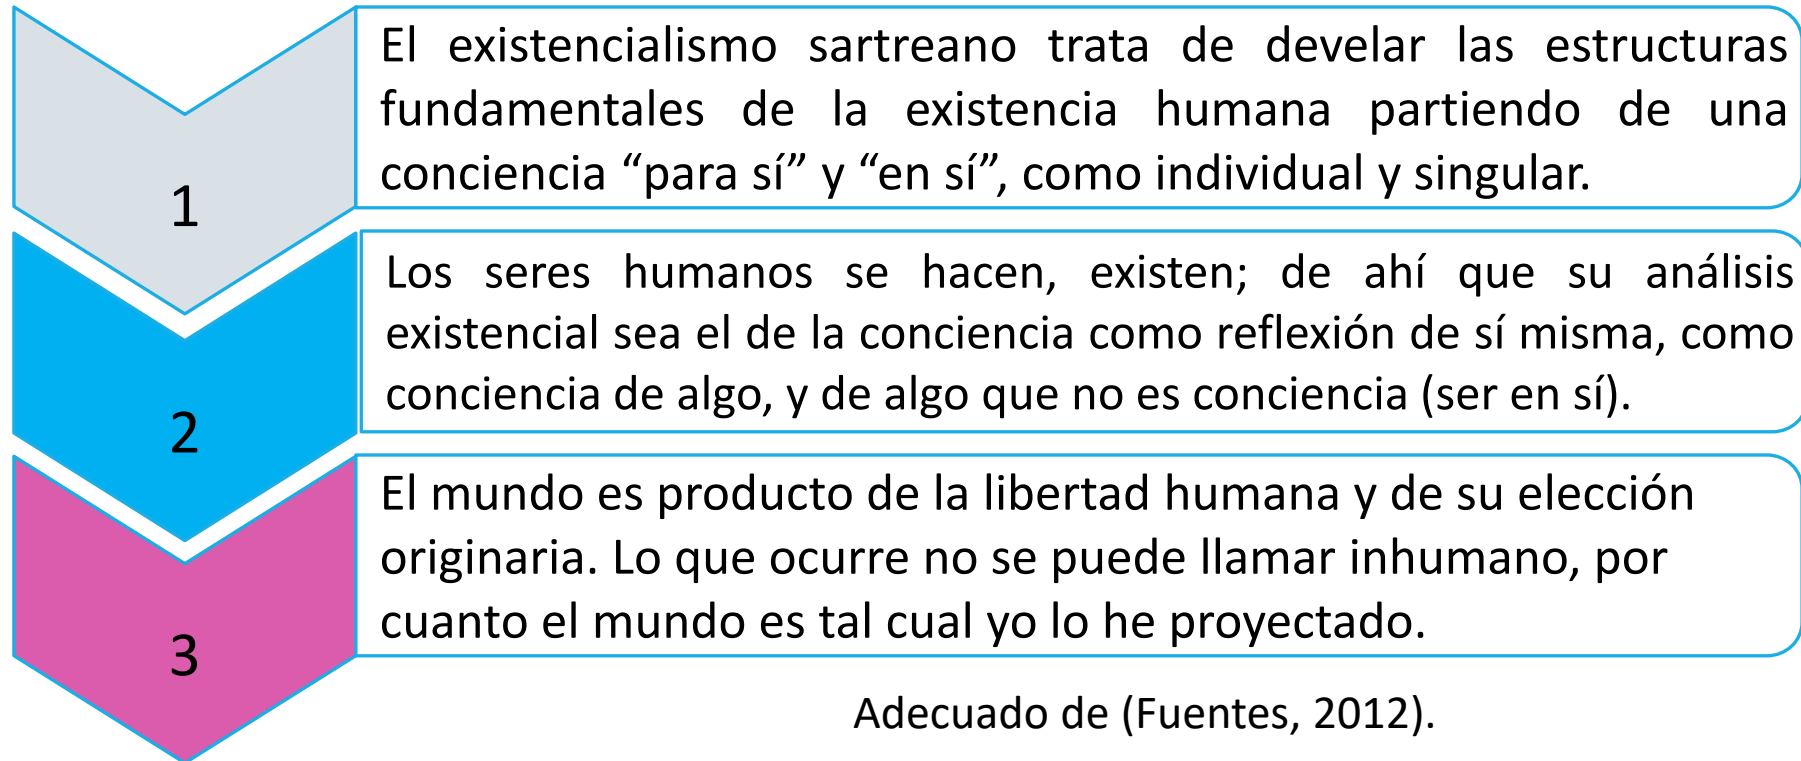 1
El existencialismo sartreano trata de develar las estructuras
fundamentales de la existencia humana partiendo de una
conciencia “para sí” y “en sí”, como individual y singular.
2
Los seres humanos se hacen, existen; de ahí que su análisis
existencial sea el de la conciencia como reflexión de sí misma, como
conciencia de algo, y de algo que no es conciencia (ser en sí).
3
El mundo es producto de la libertad humana y de su elección
originaria. Lo que ocurre no se puede llamar inhumano, por
cuanto el mundo es tal cual yo lo he proyectado.
Adecuado de (Fuentes, 2012).